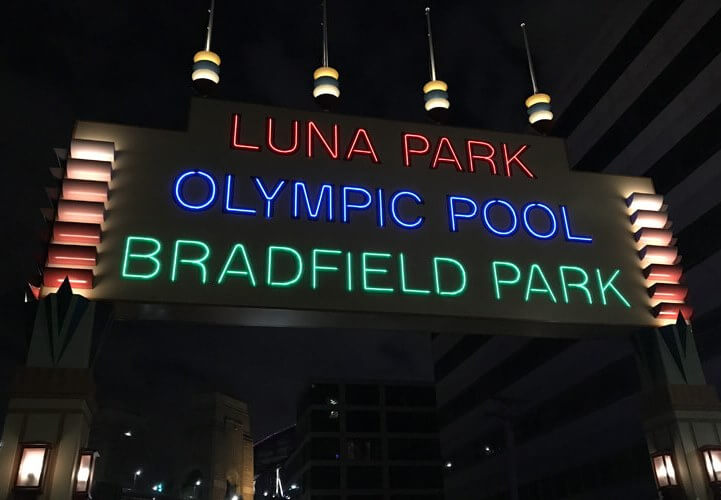 LUNA PARK
OLYMPIC POOL
BRADFIELD PARK